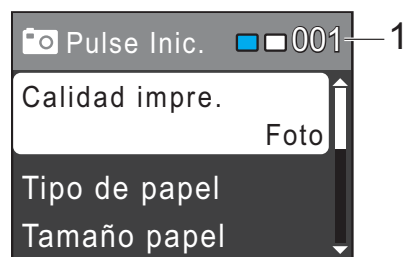 Pulse Inic. 001 1
Calidad impre.
Foto
Tipo de papel
Tamaño papel